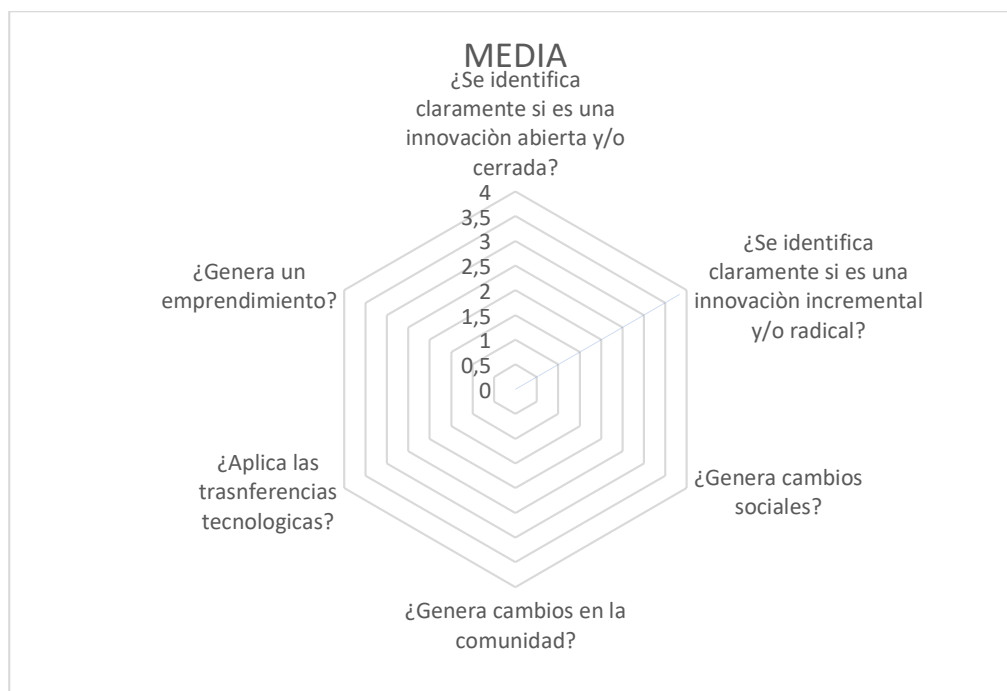 MEDIA
¿Se identifica
claramente si es una
innovaciòn abierta y/o
cerrada?
4
3,5
3
2,5
2
1,5
1
0,5
0
¿Se identifica
claramente si es una
innovaciòn incremental
y/o radical?
¿Genera cambios
sociales?
¿Genera cambios en la
comunidad?
¿Aplica las
trasnferencias
tecnologicas?
¿Genera un
emprendimiento?